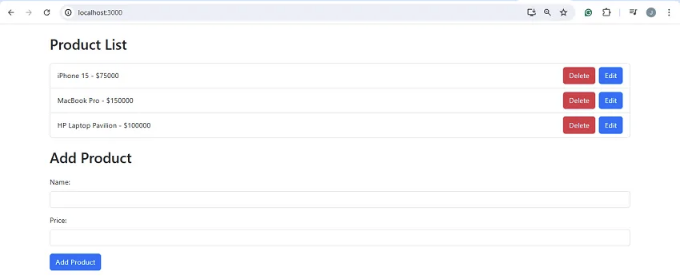 localhost:3000
J
Product List
iPhone 15 - $75000 Delete Edit
MacBook Pro - $150000 Delete Edit
HP Laptop Pavilion - $100000 Delete Edit
Add Product
Name:
Price:
Add Product